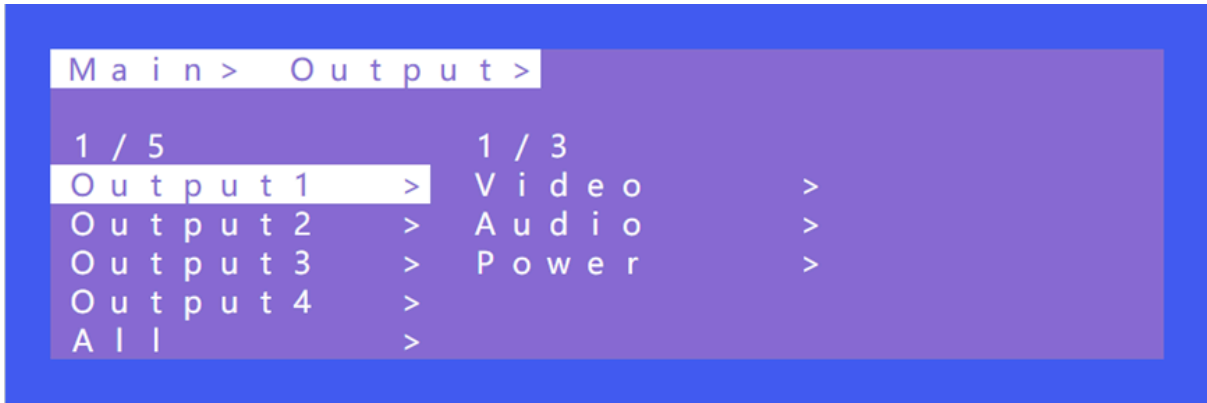 Main> Output>
1/5 1/3
Output1 > Video >
Output2 > Audio >
Output3 > Power >
Output4 >
All >